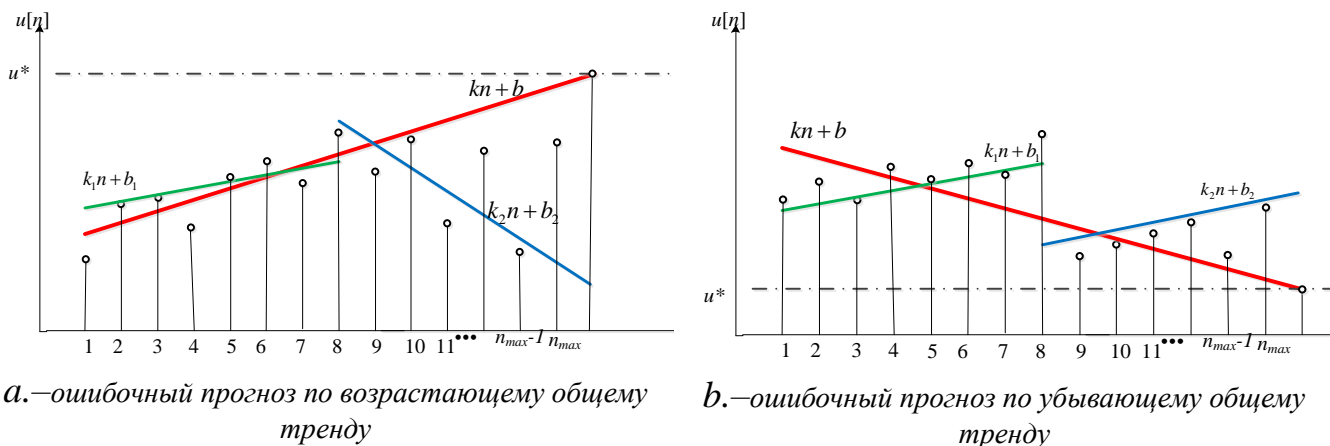 u[n]
u*
kn + b
k₁n + b₁
k₂n + b₂
1 2 3 4 5 6 7 8 9 10 11 ••• nmax-1 nmax
a.–ошибочный прогноз по возрастающему общему
тренду
u[n]
kn + b
k₁n + b₁
k₂n + b₂
u*
1 2 3 4 5 6 7 8 9 10 11 ••• nmax-1 nmax
b.–ошибочный прогноз по убывающему общему
тренду